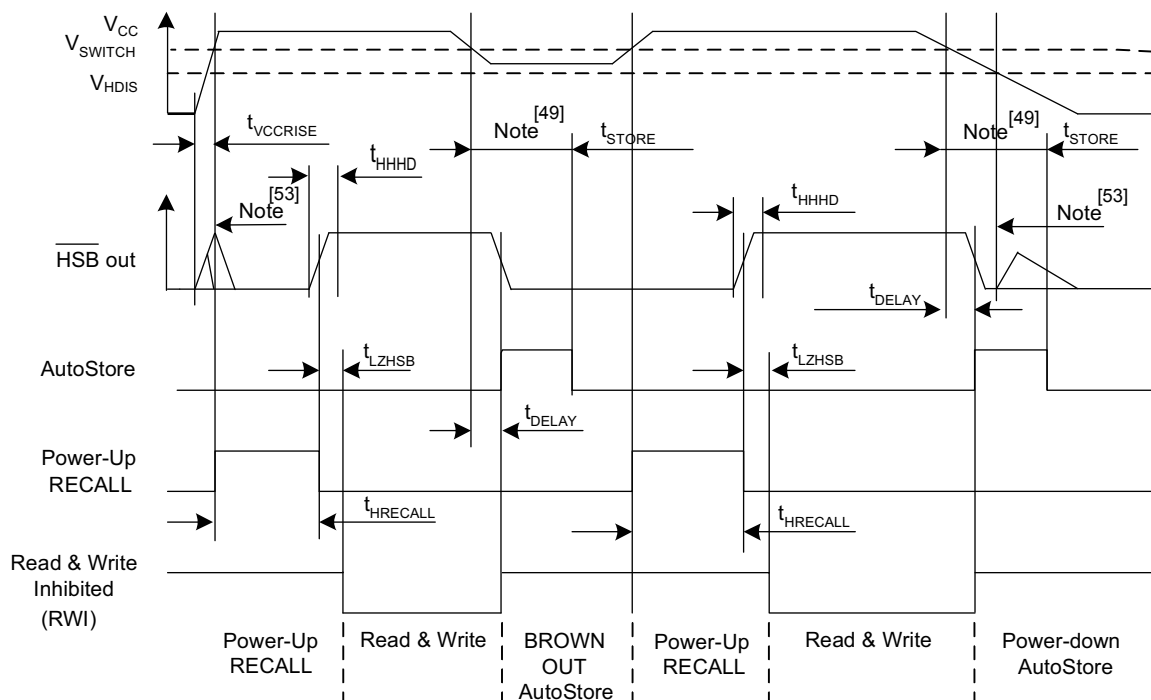 VCC
VSWITCH
VHDIS
tVCCRISE
Note[49]
tSTORE
Note[49]
tSTORE
tHHHD
Note[53]
tHHHD
Note[53]
HSB out
tDELAY
AutoStore
tLZHSB
tLZHSB
tDELAY
Power-Up
RECALL
tHRECALL
tHRECALL
Read & Write
Inhibited
(RWI)
Power-Up
RECALL
Read & Write
BROWN
OUT
AutoStore
Power-Up
RECALL
Read & Write
Power-down
AutoStore